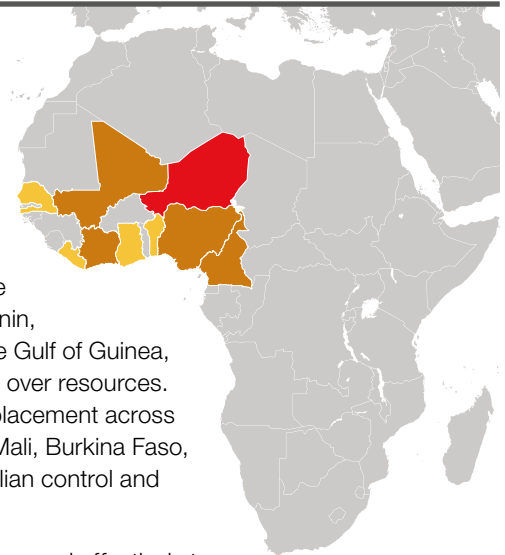 e
nin,
e Gulf of Guinea,
over resources.
placement across
Mali, Burkina Faso,
lian control and